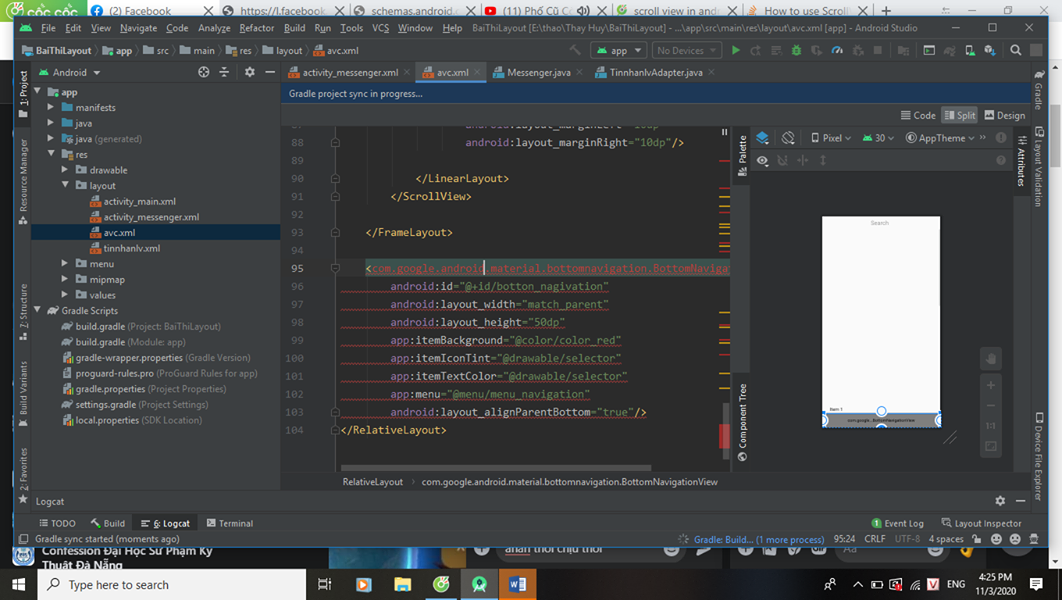 CỐC CỐC
(2) Facebook
https://l.facebook
schemas.android.c
(11) Phố Cũ C
scroll view in andr
How to use Scroll
File Edit View Navigate Code Analyze Refactor Build Run Tools VCS Window Help BaiThiLayout [E:\thao\Thay Huy\BaiThiLayout] - ...\app\src\main\res\layout\avc.xml [app] - Android Studio
BaiThiLayout app src main res layout avc.xml
app No Devices
Android
activity_messenger.xml avc.xml Messenger.java TinnhanlvAdapter.java
Gradle project sync in progress...
Code Split Design
1: Project
Resource Manager
Z: Structure
Build Variants
2: Favorites
app
manifests
java
java (generated)
res
drawable
layout
activity_main.xml
activity_messenger.xml
avc.xml
tinnhanlv.xml
menu
mipmap
values
Gradle Scripts
build.gradle (Project: BaiThiLayout)
build.gradle (Module: app)
gradle-wrapper.properties (Gradle Version)
proguard-rules.pro (ProGuard Rules for app)
gradle.properties (Project Properties)
settings.gradle (Project Settings)
local.properties (SDK Location)
88 android:layout_marginRight="10dp"/>
89
90 </LinearLayout>
91 </ScrollView>
92
93 </FrameLayout>
94
95 <com.google.android.material.bottomnavigation.BottomNavigat
96 android:id="@+id/botton_nagivation"
97 android:layout_width="match_parent"
98 android:layout_height="50dp"
99 app:itemBackground="@color/color_red"
100 app:itemIconTint="@drawable/selector"
101 app:itemTextColor="@drawable/selector"
102 app:menu="@menu/menu_navigation"
103 android:layout_alignParentBottom="true"/>
104 </RelativeLayout>
RelativeLayout com.google.android.material.bottomnavigation.BottomNavigationView
Palette
Component Tree
Pixel 30 AppTheme
Search
Item 1
1:1
Attributes
Gradle
Layout Validation
Device File Explorer
Logcat
TODO Build 6: Logcat Terminal
1 Event Log Layout Inspector
Gradle sync started (moments ago)
Gradle: Build... (1 more process) 95:24 CRLF UTF-8 4 spaces
Confession Đại Học Sư Phạm Kỹ
Thuật Đà Nẵng
Aa
Type here to search
ENG
4:25 PM
11/3/2020